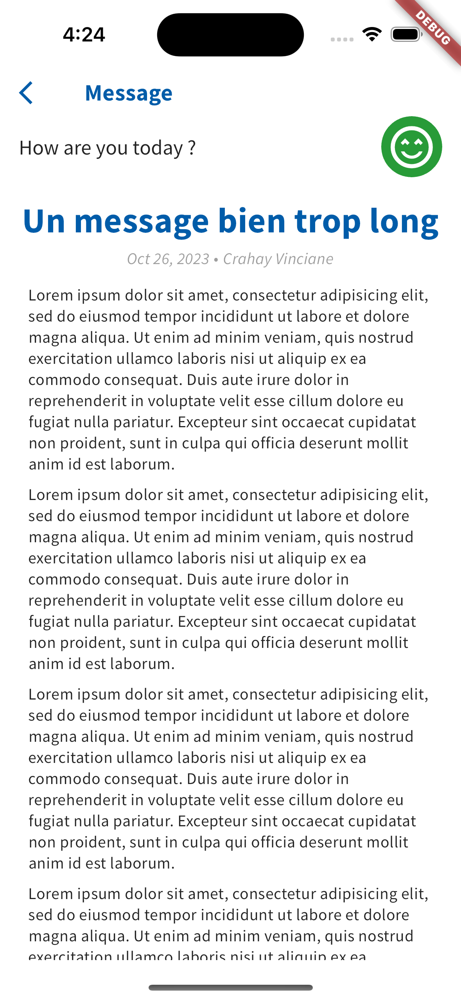 4:24
DEBUG
Message
How are you today ?
Un message bien trop long
Oct 26, 2023 • Crahay Vinciane
Lorem ipsum dolor sit amet, consectetur adipisicing elit,
sed do eiusmod tempor incididunt ut labore et dolore
magna aliqua. Ut enim ad minim veniam, quis nostrud
exercitation ullamco laboris nisi ut aliquip ex ea
commodo consequat. Duis aute irure dolor in
reprehenderit in voluptate velit esse cillum dolore eu
fugiat nulla pariatur. Excepteur sint occaecat cupidatat
non proident, sunt in culpa qui officia deserunt mollit
anim id est laborum.
Lorem ipsum dolor sit amet, consectetur adipisicing elit,
sed do eiusmod tempor incididunt ut labore et dolore
magna aliqua. Ut enim ad minim veniam, quis nostrud
exercitation ullamco laboris nisi ut aliquip ex ea
commodo consequat. Duis aute irure dolor in
reprehenderit in voluptate velit esse cillum dolore eu
fugiat nulla pariatur. Excepteur sint occaecat cupidatat
non proident, sunt in culpa qui officia deserunt mollit
anim id est laborum.
Lorem ipsum dolor sit amet, consectetur adipisicing elit,
sed do eiusmod tempor incididunt ut labore et dolore
magna aliqua. Ut enim ad minim veniam, quis nostrud
exercitation ullamco laboris nisi ut aliquip ex ea
commodo consequat. Duis aute irure dolor in
reprehenderit in voluptate velit esse cillum dolore eu
fugiat nulla pariatur. Excepteur sint occaecat cupidatat
non proident, sunt in culpa qui officia deserunt mollit
anim id est laborum.
Lorem ipsum dolor sit amet, consectetur adipisicing elit,
sed do eiusmod tempor incididunt ut labore et dolore
magna aliqua. Ut enim ad minim veniam, quis nostrud
exercitation ullamco laboris nisi ut aliquip ex ea